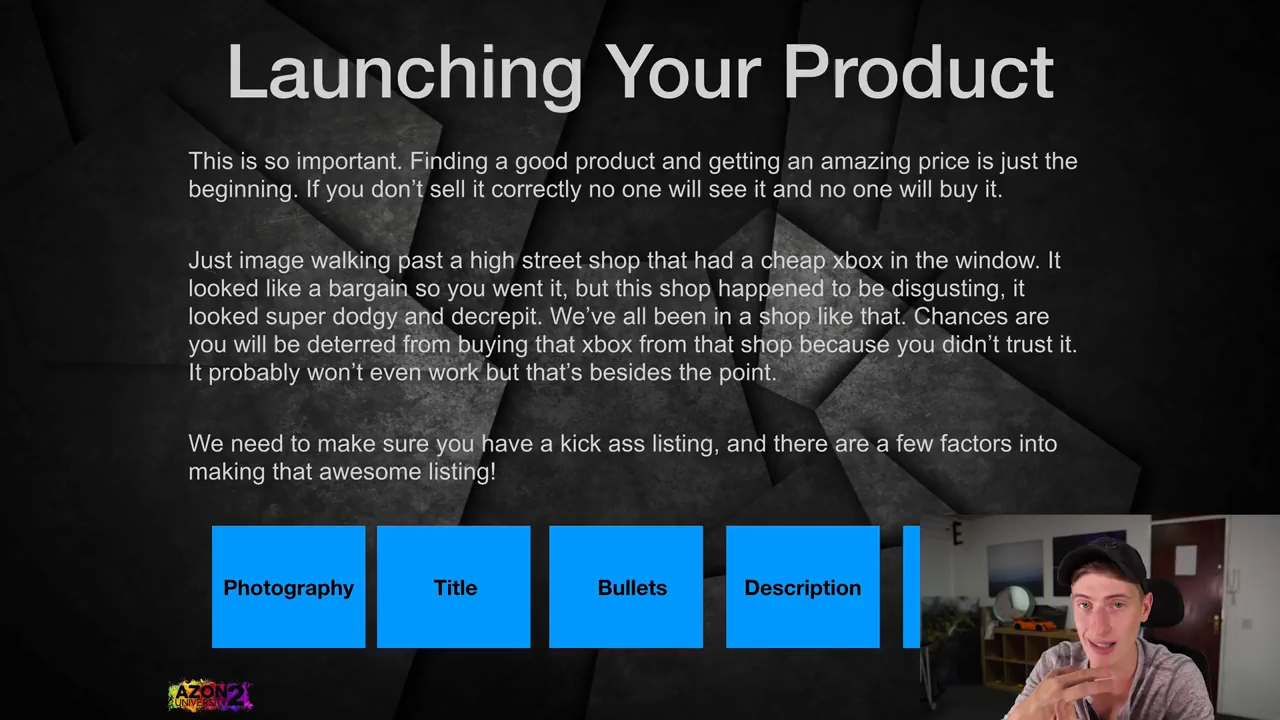 Launching Your Product
This is so important. Finding a good product and getting an amazing price is just the
beginning. If you don’t sell it correctly no one will see it and no one will buy it.
Just image walking past a high street shop that had a cheap xbox in the window. It
looked like a bargain so you went it, but this shop happened to be disgusting, it
looked super dodgy and decrepit. We’ve all been in a shop like that. Chances are
you will be deterred from buying that xbox from that shop because you didn’t trust it.
It probably won’t even work but that’s besides the point.
We need to make sure you have a kick ass listing, and there are a few factors into
making that awesome listing!
Photography
Title
Bullets
Description
E
AZON 2
UNIVERSITY